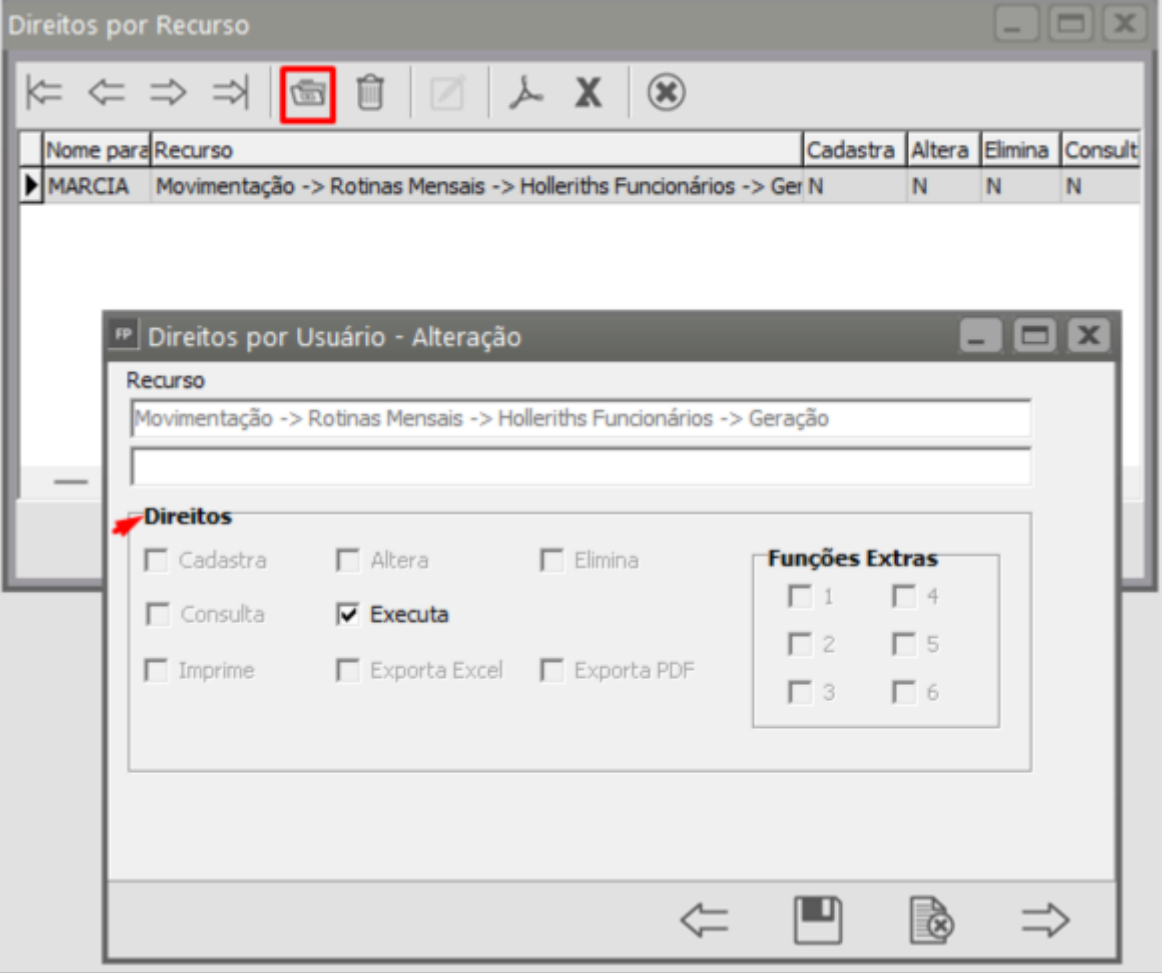 Direitos por Recurso
Nome para Recurso Cadastra Altera Elimina Consult
MARCIA Movimentação -> Rotinas Mensais -> Holleriths Funcionários -> Ger N N N N
FP Direitos por Usuário - Alteração
Recurso
Movimentação -> Rotinas Mensais -> Holleriths Funcionários -> Geração
Direitos
Cadastra Altera Elimina
Consulta Executa
Imprime Exporta Excel Exporta PDF
Funções Extras
1 4
2 5
3 6